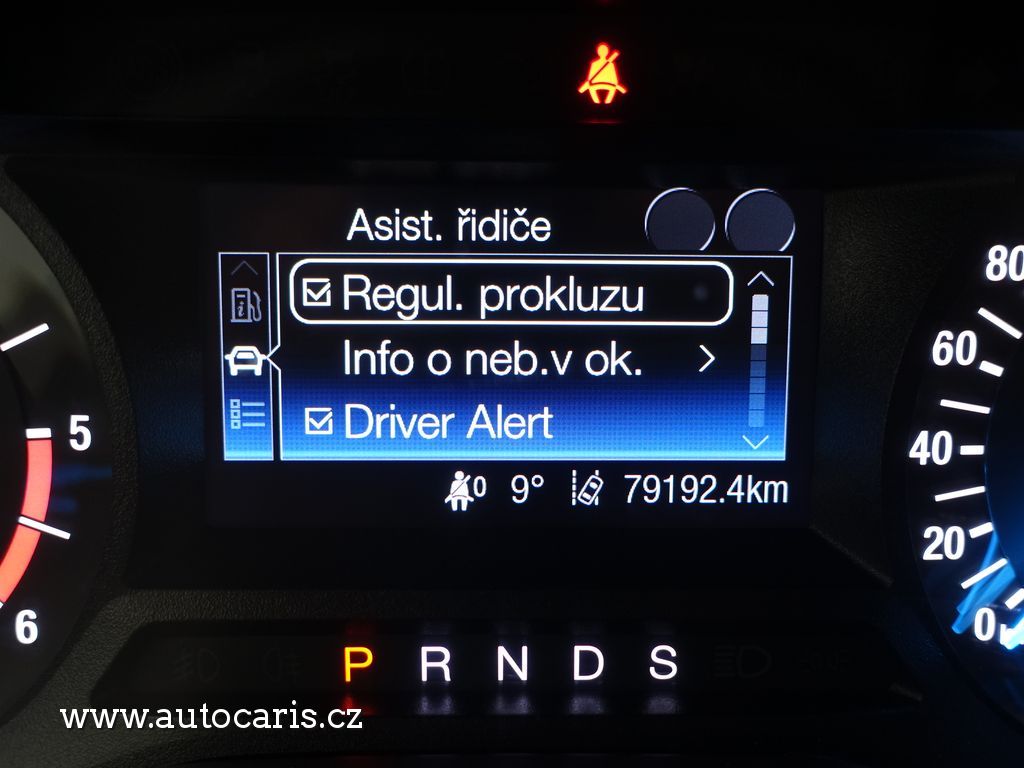 Asist. řidiče
Regul. prokluzu
Info o neb.v ok.
Driver Alert
0 9° 79192.4km
5
6
80
60
40
20
0
P R N D S
www.autocaris.cz